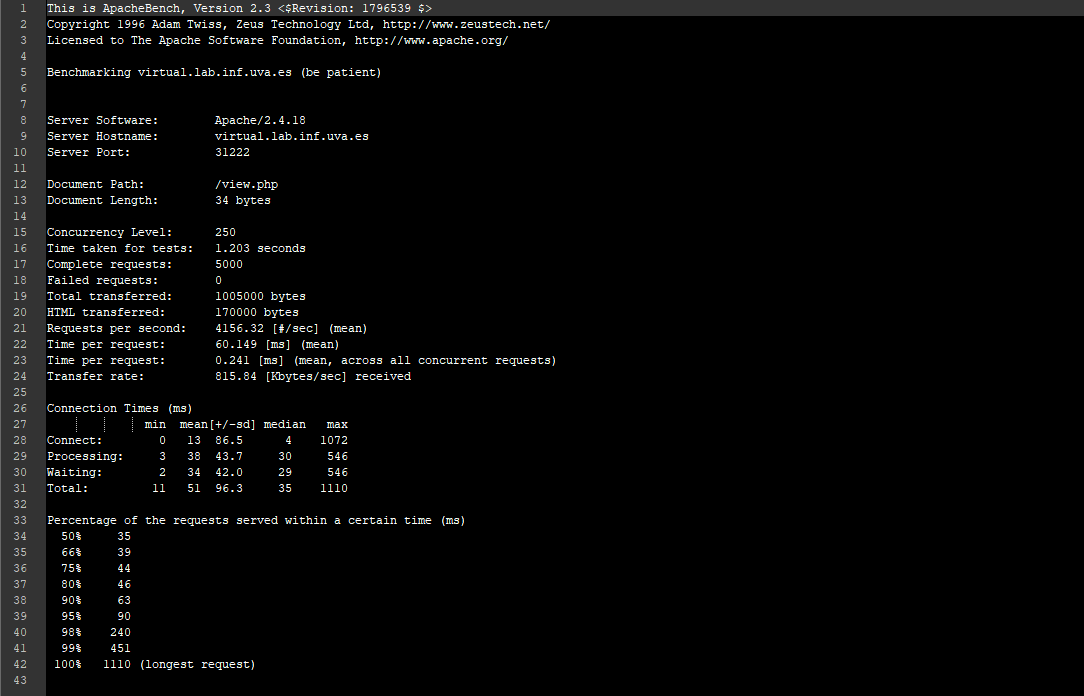 1 This is ApacheBench, Version 2.3 <$Revision: 1796539 $>
2 Copyright 1996 Adam Twiss, Zeus Technology Ltd, http://www.zeustech.net/
3 Licensed to The Apache Software Foundation, http://www.apache.org/
4
5 Benchmarking virtual.lab.inf.uva.es (be patient)
6
7
8 Server Software:        Apache/2.4.18
9 Server Hostname:        virtual.lab.inf.uva.es
10 Server Port:            31222
11
12 Document Path:          /view.php
13 Document Length:        34 bytes
14
15 Concurrency Level:      250
16 Time taken for tests:   1.203 seconds
17 Complete requests:      5000
18 Failed requests:        0
19 Total transferred:      1005000 bytes
20 HTML transferred:       170000 bytes
21 Requests per second:    4156.32 [#/sec] (mean)
22 Time per request:       60.149 [ms] (mean)
23 Time per request:       0.241 [ms] (mean, across all concurrent requests)
24 Transfer rate:          815.84 [Kbytes/sec] received
25
26 Connection Times (ms)
27               min  mean[+/-sd] median   max
28 Connect:        0   13  86.5      4    1072
29 Processing:     3   38  43.7     30     546
30 Waiting:        2   34  42.0     29     546
31 Total:         11   51  96.3     35    1110
32
33 Percentage of the requests served within a certain time (ms)
34   50%     35
35   66%     39
36   75%     44
37   80%     46
38   90%     63
39   95%     90
40   98%    240
41   99%    451
42  100%   1110 (longest request)
43